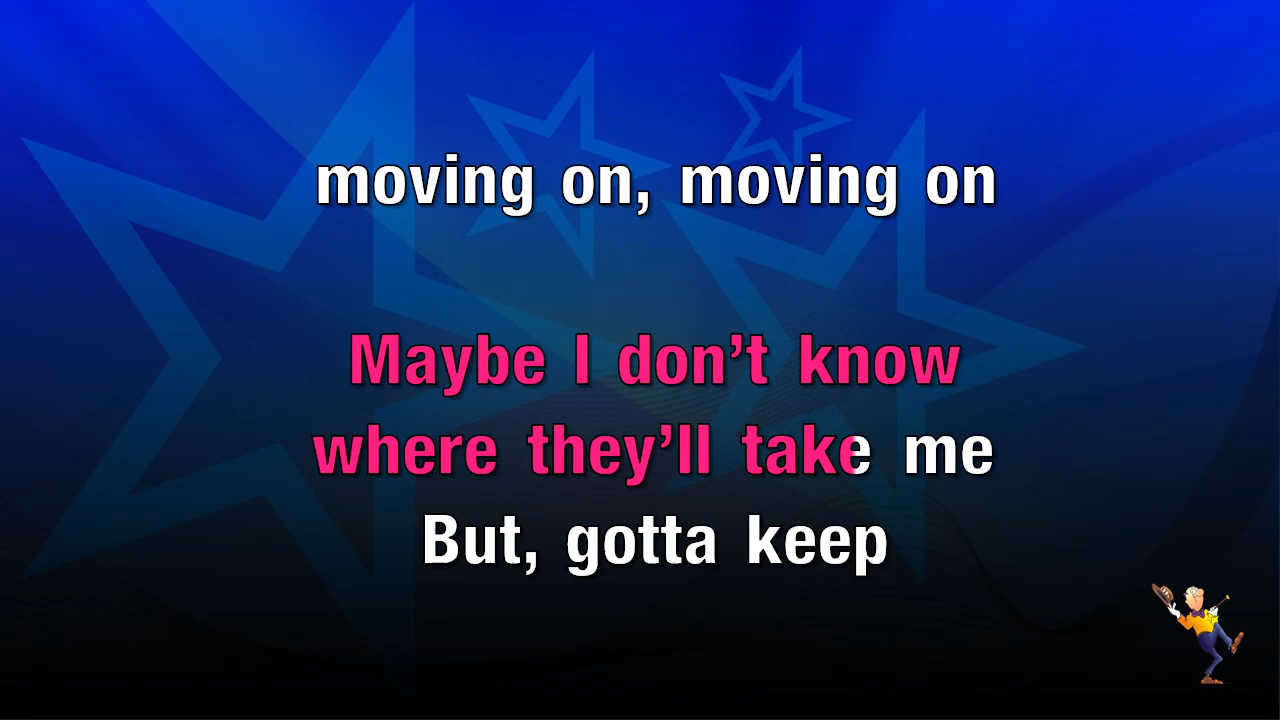 moving on, moving on
Maybe I don’t know
where they’ll take me
But, gotta keep